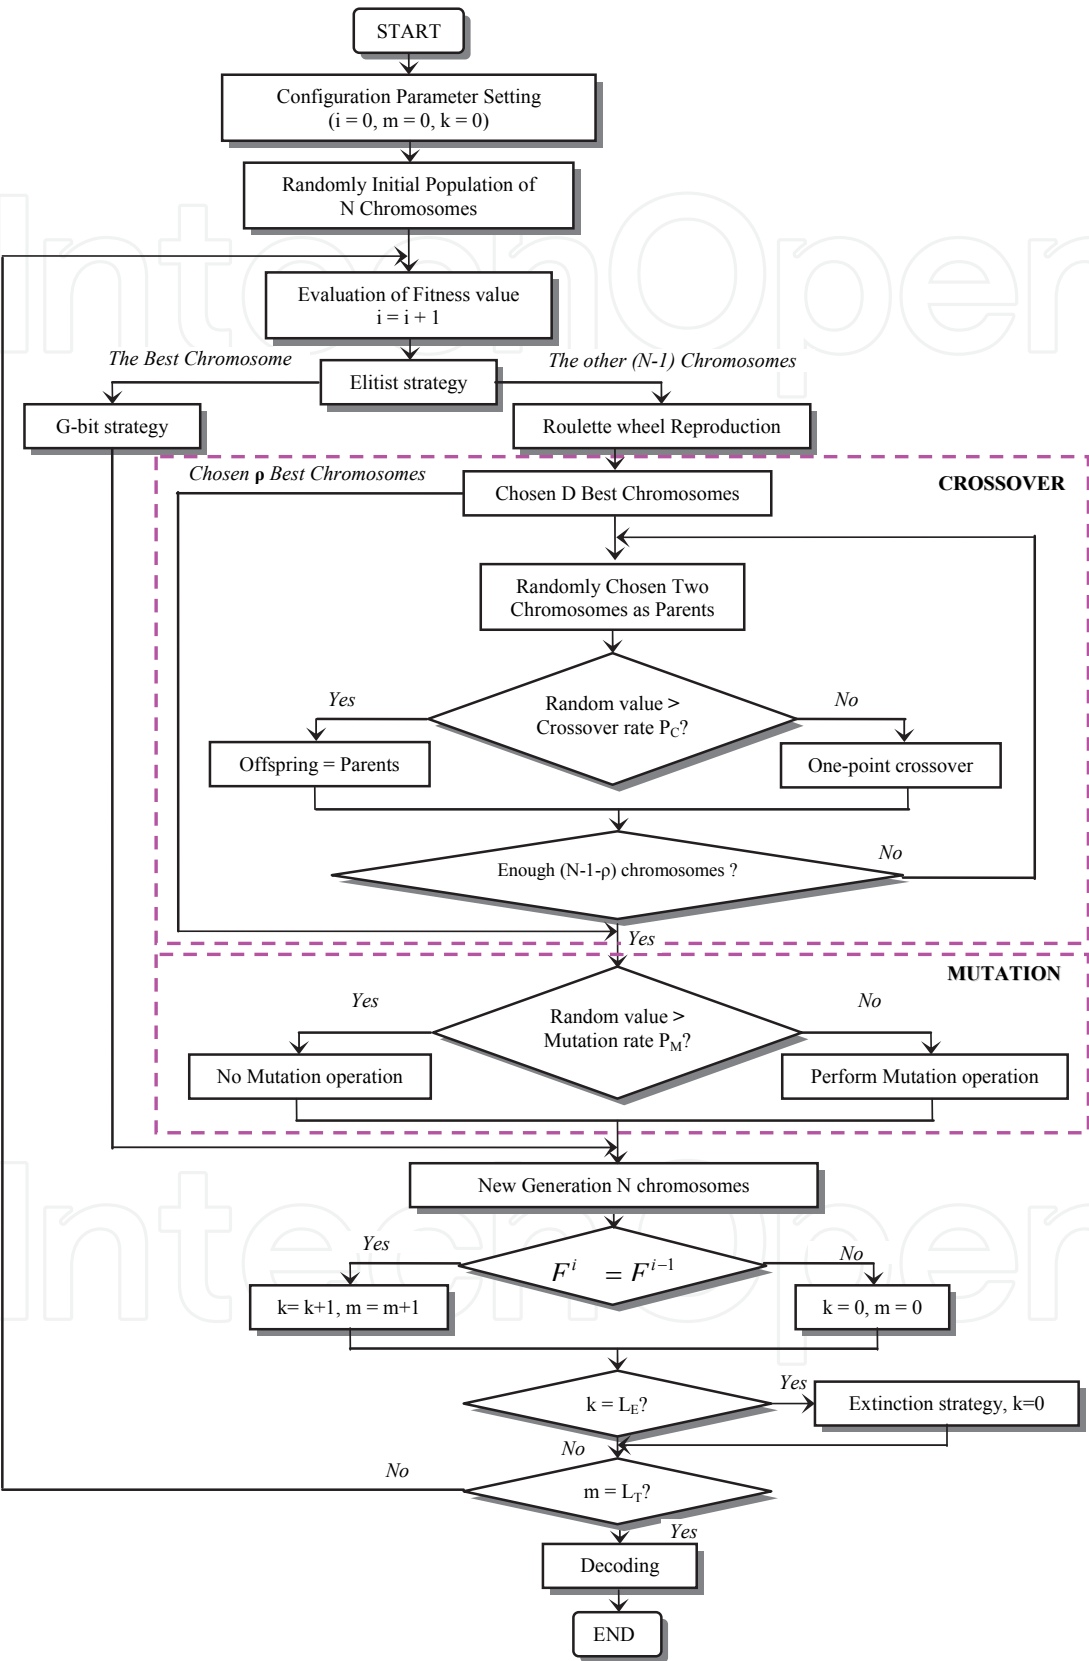 START
Configuration Parameter Setting
(i = 0, m = 0, k = 0)
Randomly Initial Population of
N Chromosomes
Evaluation of Fitness value
i = i + 1
The Best Chromosome
The other (N-1) Chromosomes
Elitist strategy
G-bit strategy
Roulette wheel Reproduction
Chosen ρ Best Chromosomes
CROSSOVER
Chosen D Best Chromosomes
Randomly Chosen Two
Chromosomes as Parents
Yes
No
Random value >
Crossover rate P_C?
Offspring = Parents
One-point crossover
No
Enough (N-1-ρ) chromosomes ?
Yes
MUTATION
Yes
No
Random value >
Mutation rate P_M?
No Mutation operation
Perform Mutation operation
New Generation N chromosomes
Yes
No
F^i = F^{i-1}
k= k+1, m = m+1
k = 0, m = 0
Yes
k = L_E?
Extinction strategy, k=0
No
No
m = L_T?
Yes
Decoding
END
IntechOpen
IntechOpen